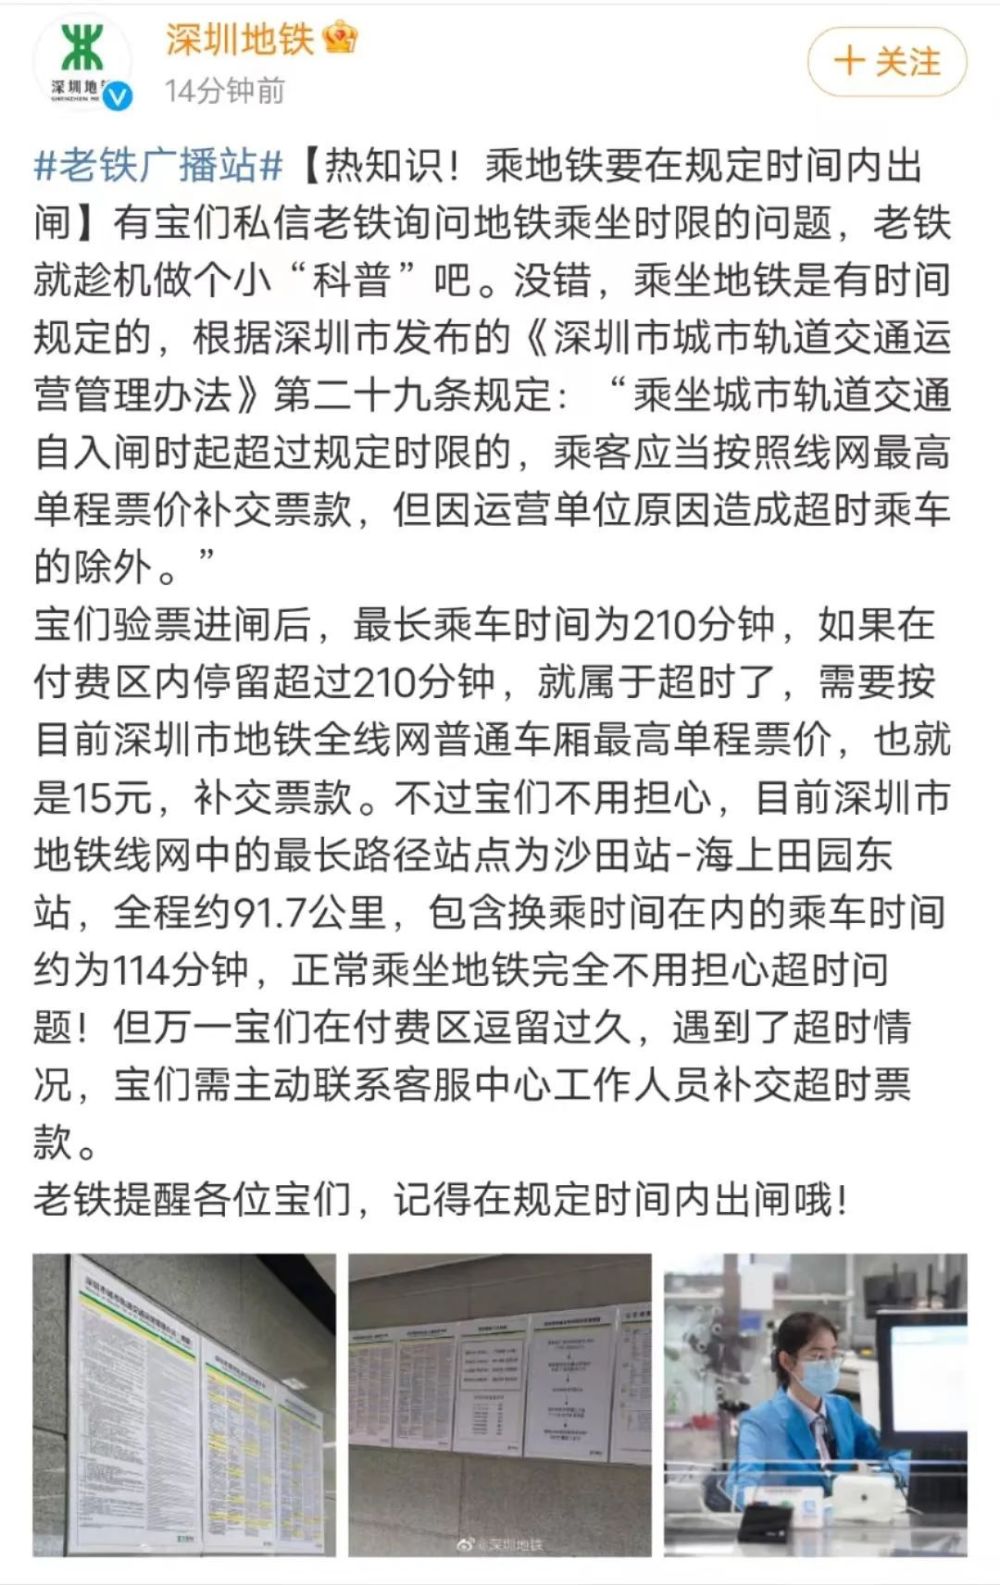 深圳地铁
深圳地
14分钟前
关注
#老铁广播站#【热知识！乘地铁要在规定时间内出
闸】有宝们私信老铁询问地铁乘坐时限的问题，老铁
就趁机做个小“科普”吧。没错，乘坐地铁是有时间
规定的，根据深圳市发布的《深圳市城市轨道交通运
营管理办法》第二十九条规定：“乘坐城市轨道交通
自入闸时起超过规定时限的，乘客应当按照线网最高
单程票价补交票款，但因运营单位原因造成超时乘车
的除外。”
宝们验票进闸后，最长乘车时间为210分钟，如果在
付费区内停留超过210分钟，就属于超时了，需要按
目前深圳市地铁全线网普通车厢最高单程票价，也就
是15元，补交票款。不过宝们不用担心，目前深圳市
地铁线网中的最长路径站点为沙田站-海上田园东
站，全程约91.7公里，包含换乘时间在内的乘车时间
约为114分钟，正常乘坐地铁完全不用担心超时问
题！但万一宝们在付费区逗留过久，遇到了超时情
况，宝们需主动联系客服中心工作人员补交超时票
款。
老铁提醒各位宝们，记得在规定时间内出闸哦！
@深圳地铁